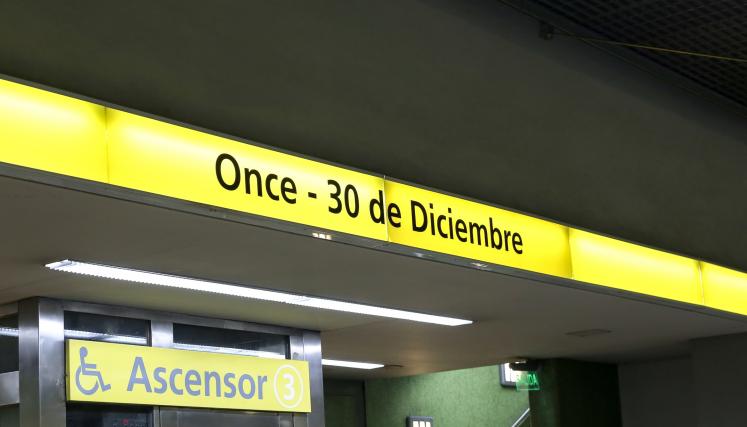 Once - 30 de Diciembre
Ascensor 3